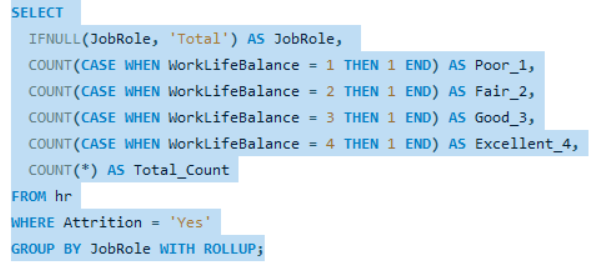 SELECT
IFNULL(JobRole, 'Total') AS JobRole,
COUNT(CASE WHEN WorkLifeBalance = 1 THEN 1 END) AS Poor_1,
COUNT(CASE WHEN WorkLifeBalance = 2 THEN 1 END) AS Fair_2,
COUNT(CASE WHEN WorkLifeBalance = 3 THEN 1 END) AS Good_3,
COUNT(CASE WHEN WorkLifeBalance = 4 THEN 1 END) AS Excellent_4,
COUNT(*) AS Total_Count
FROM hr
WHERE Attrition = 'Yes'
GROUP BY JobRole WITH ROLLUP;